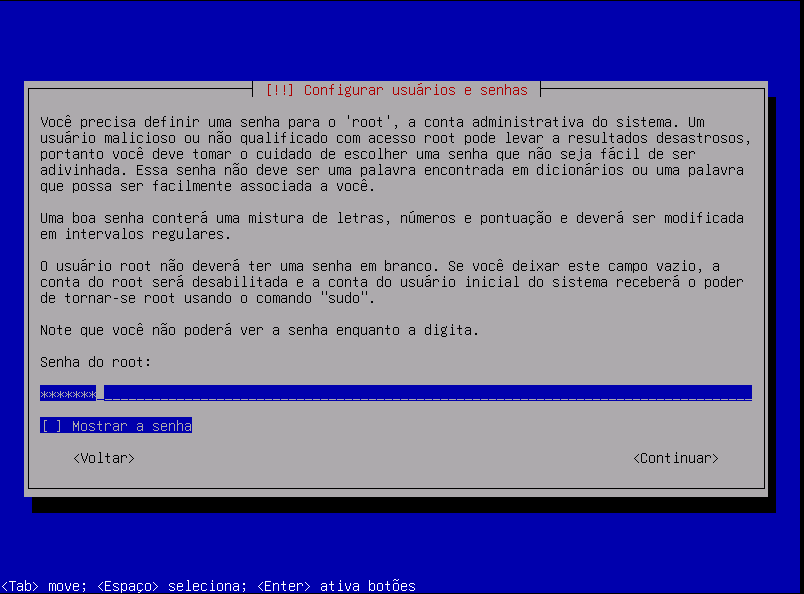 [!!] Configurar usuários e senhas
Você precisa definir uma senha para o 'root', a conta administrativa do sistema. Um
usuário malicioso ou não qualificado com acesso root pode levar a resultados desastrosos,
portanto você deve tomar o cuidado de escolher uma senha que não seja fácil de ser
adivinhada. Essa senha não deve ser uma palavra encontrada em dicionários ou uma palavra
que possa ser facilmente associada a você.
Uma boa senha conterá uma mistura de letras, números e pontuação e deverá ser modificada
em intervalos regulares.
O usuário root não deverá ter uma senha em branco. Se você deixar este campo vazio, a
conta do root será desabilitada e a conta do usuário inicial do sistema receberá o poder
de tornar-se root usando o comando "sudo".
Note que você não poderá ver a senha enquanto a digita.
Senha do root:
*******
[ ] Mostrar a senha
<Voltar> <Continuar>
<Tab> move; <Espaço> seleciona; <Enter> ativa botões